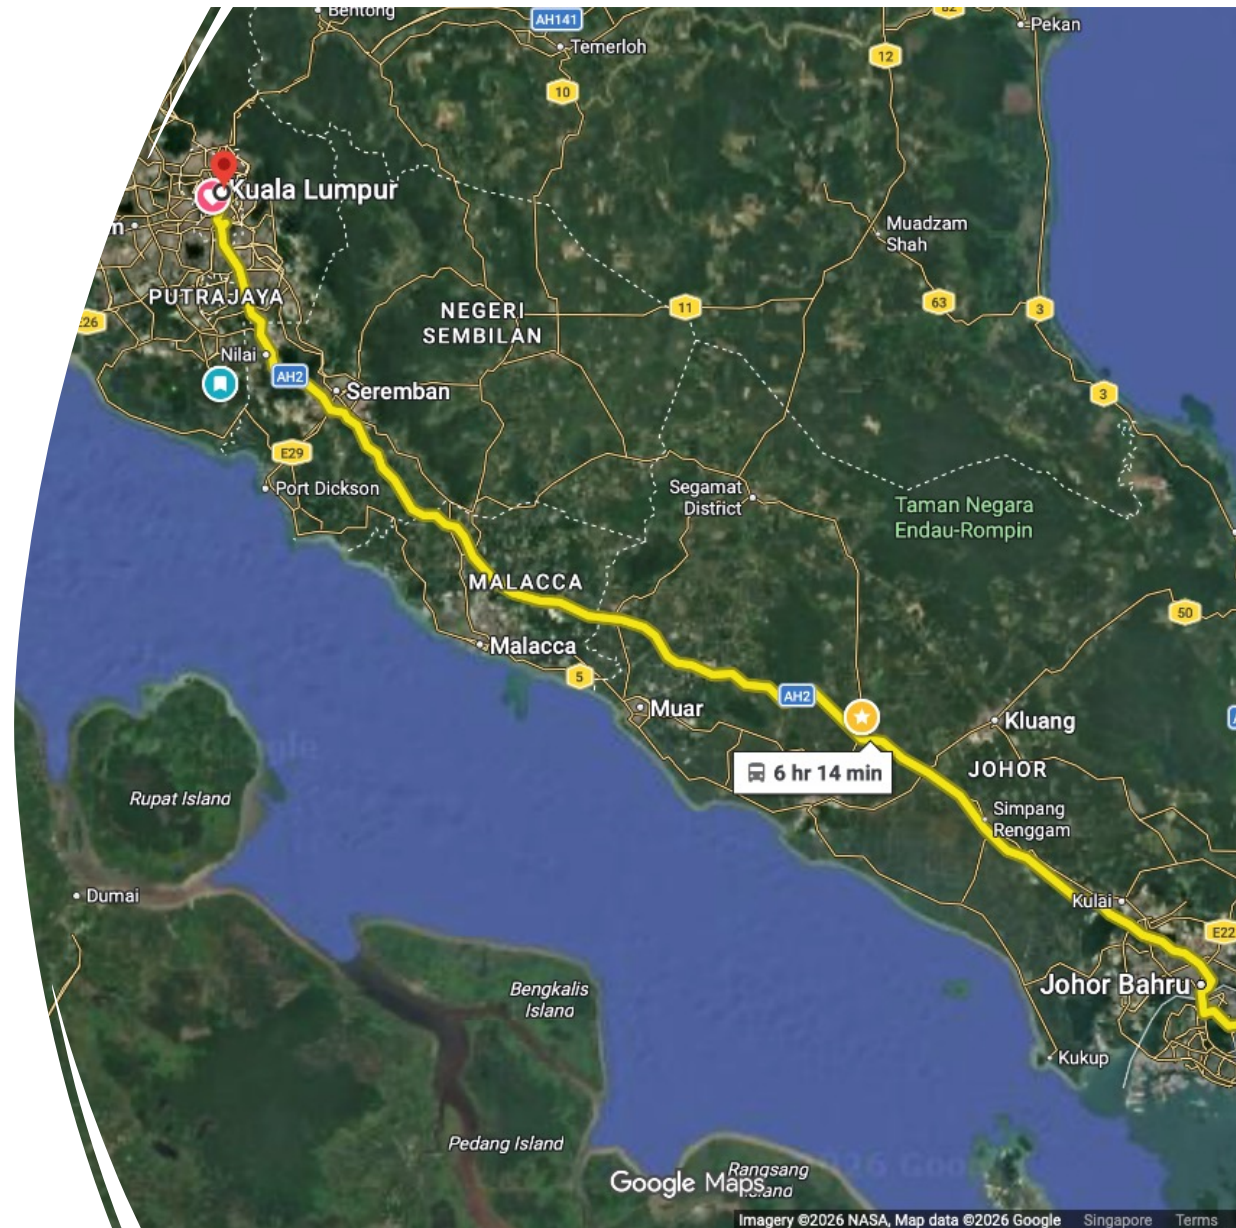 Bentong
AH141
Temerloh
82
Pekan
12
10
Kuala Lumpur
m
Muadzam
Shah
PUTRAJAYA
NEGERI
SEMBILAN
11
63
3
E26
Nilai
AH2
Seremban
3
E29
Port Dickson
Segamat
District
Taman Negara
Endau-Rompin
MALACCA
50
Malacca
5
AH2
Muar
Kluang
6 hr 14 min
JOHOR
Rupat Island
Simpang
Renggam
Dumai
Kulai
E22
Bengkalis
Island
Johor Bahru
Kukup
Pedang Island
Rangsang
Island
Google Maps
Imagery ©2026 NASA, Map data ©2026 Google Singapore Terms